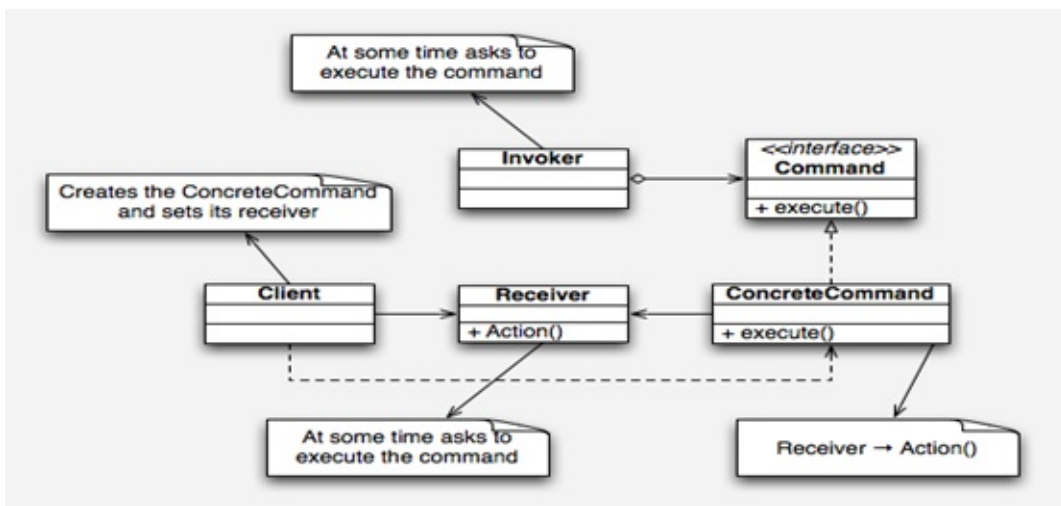 At some time asks to
execute the command
Invoker
<<interface>>
Command
+ execute()
Creates the ConcreteCommand
and sets its receiver
Client
Receiver
+ Action()
ConcreteCommand
+ execute()
At some time asks to
execute the command
Receiver → Action()